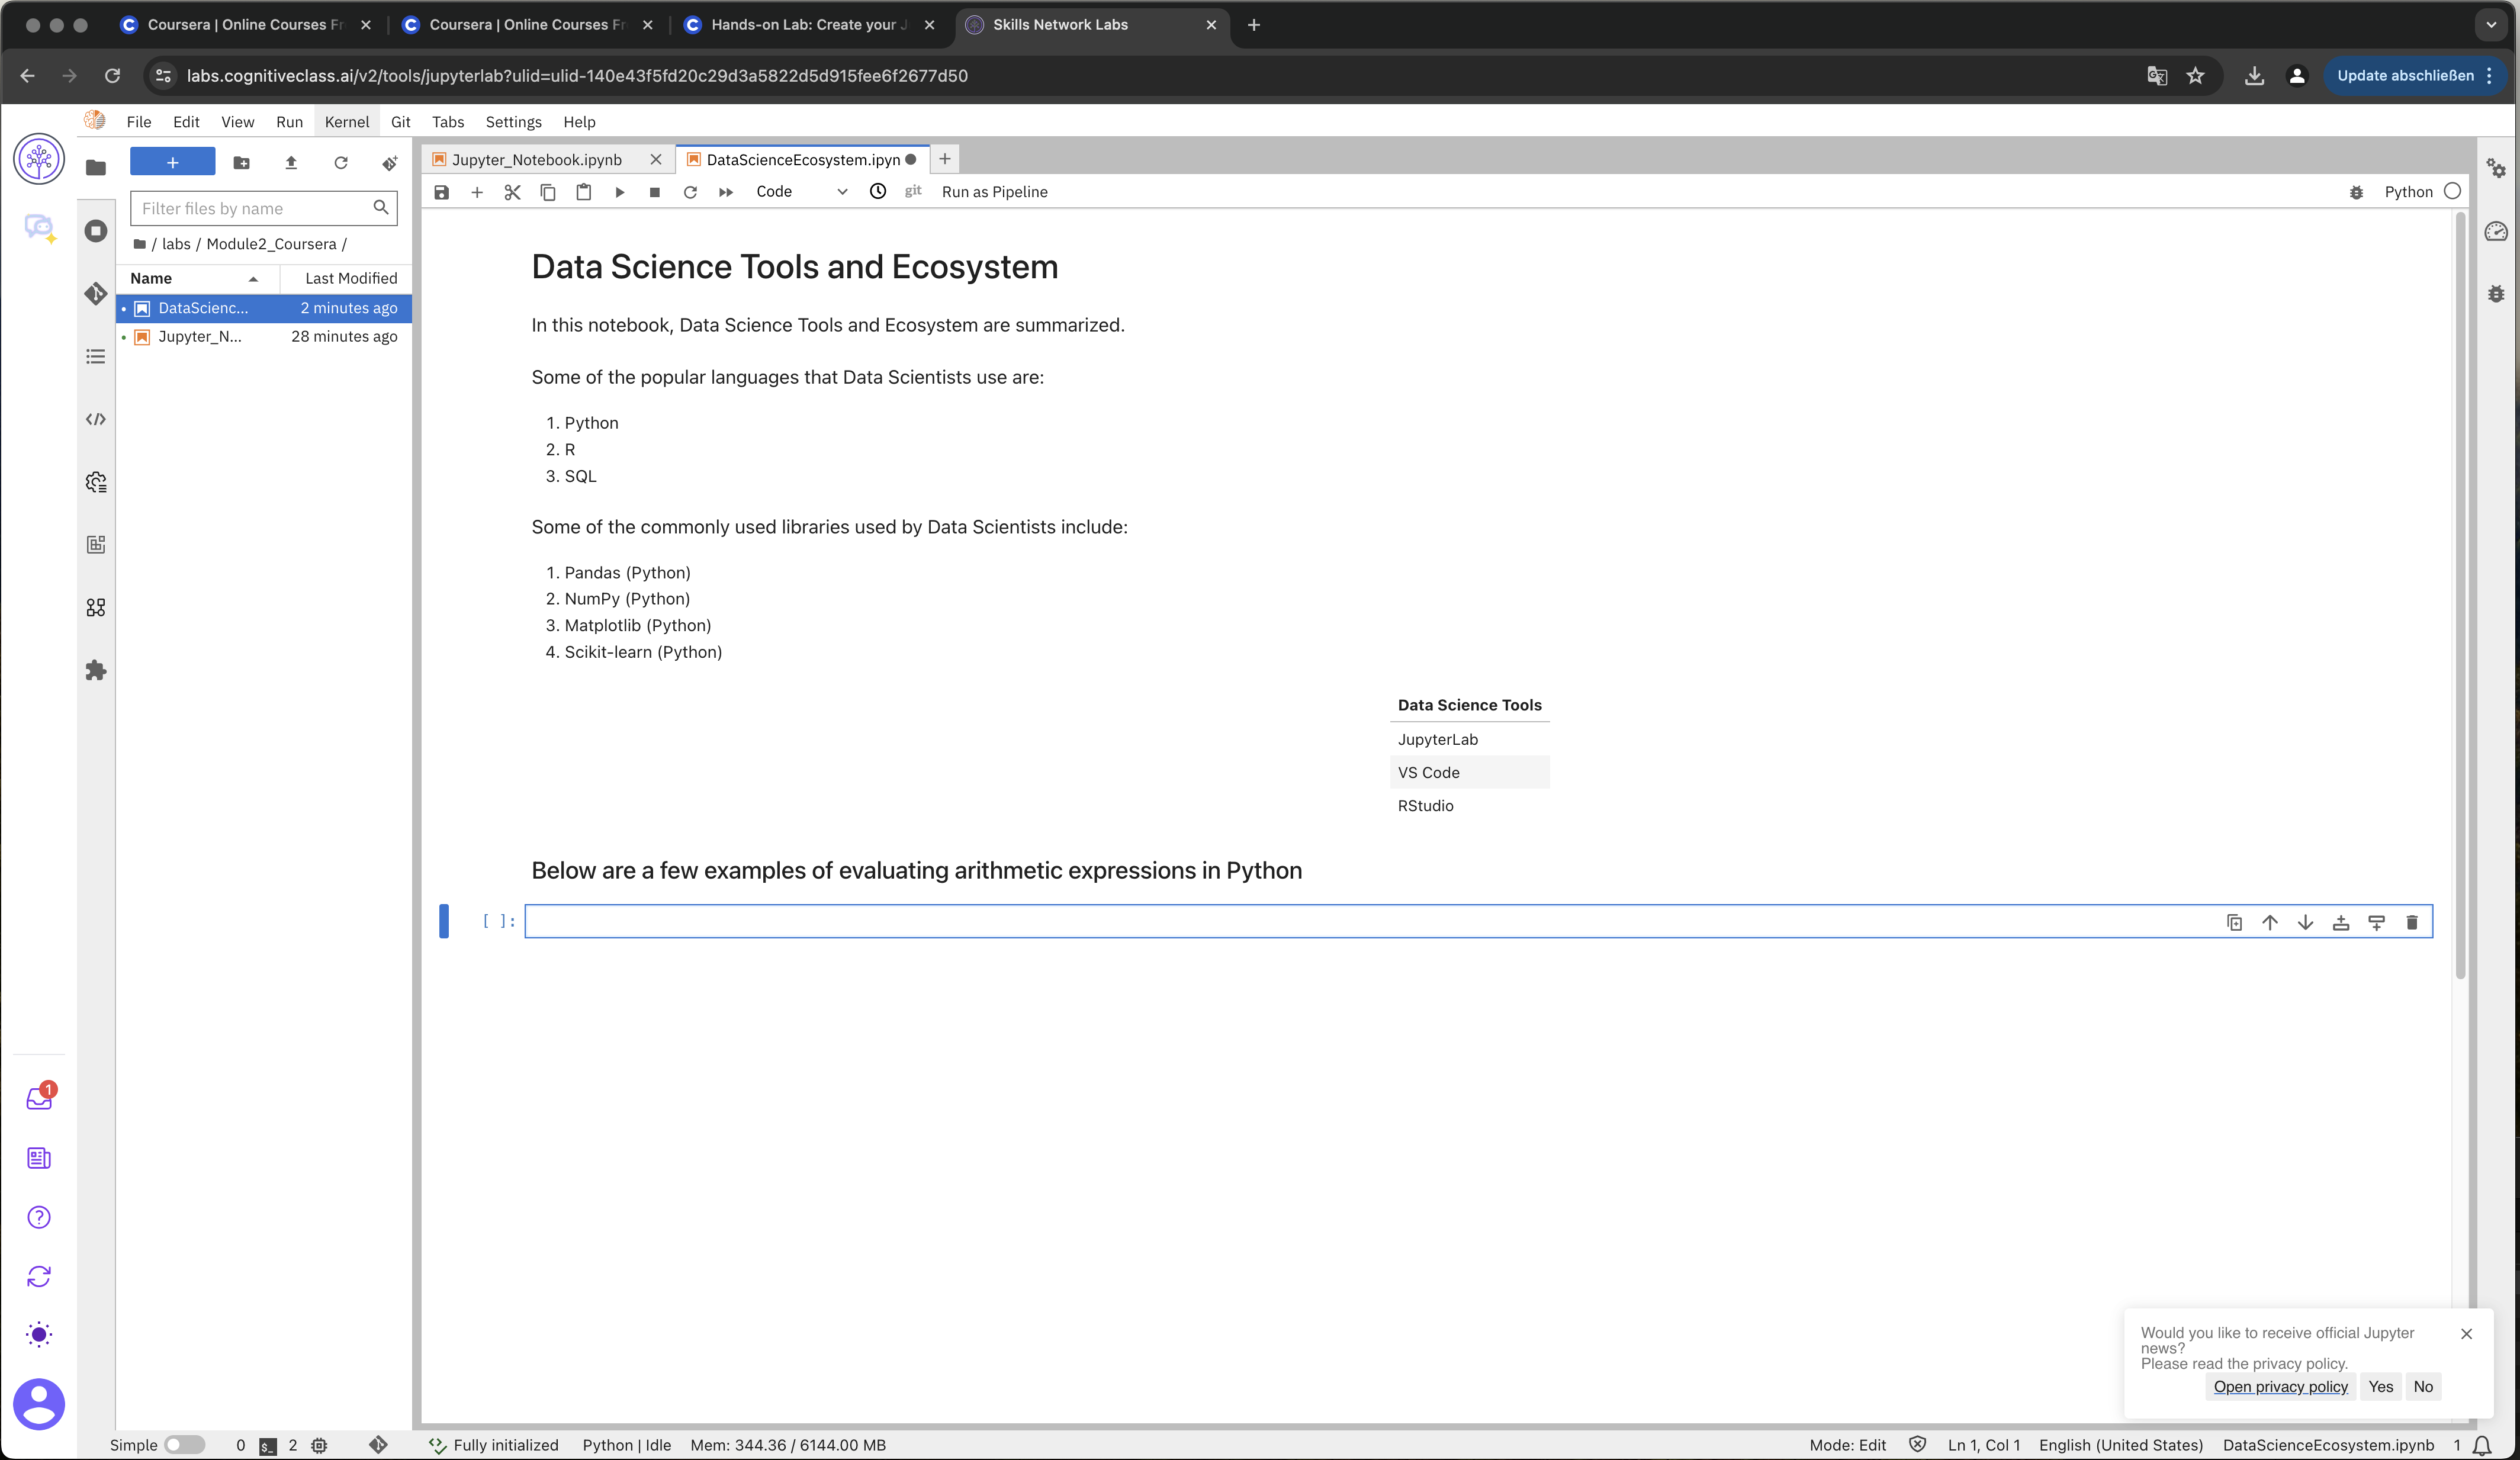 Coursera | Online Courses Fr
Coursera | Online Courses Fr
Hands-on Lab: Create your J
Skills Network Labs
labs.cognitiveclass.ai/v2/tools/jupyterlab?ulid=ulid-140e43f5fd20c29d3a5822d5d915fee6f2677d50
Update abschließen
File Edit View Run Kernel Git Tabs Settings Help
Filter files by name
/ labs / Module2_Coursera /
Name Last Modified
DataScienc... 2 minutes ago
Jupyter_N... 28 minutes ago
Jupyter_Notebook.ipynb
DataScienceEcosystem.ipyn
Code
git
Run as Pipeline
Python
Data Science Tools and Ecosystem
In this notebook, Data Science Tools and Ecosystem are summarized.
Some of the popular languages that Data Scientists use are:
1. Python
2. R
3. SQL
Some of the commonly used libraries used by Data Scientists include:
1. Pandas (Python)
2. NumPy (Python)
3. Matplotlib (Python)
4. Scikit-learn (Python)
Data Science Tools
JupyterLab
VS Code
RStudio
Below are a few examples of evaluating arithmetic expressions in Python
[ ]:
1
Would you like to receive official Jupyter
news?
Please read the privacy policy.
Open privacy policy Yes No
Simple 0 $_ 2 Fully initialized Python | Idle Mem: 344.36 / 6144.00 MB Mode: Edit Ln 1, Col 1 English (United States) DataScienceEcosystem.ipynb 1